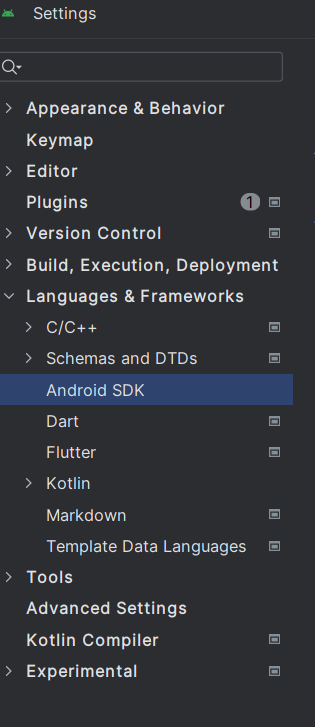 Settings
Appearance & Behavior
Keymap
Editor
Plugins 1
Version Control
Build, Execution, Deployment
Languages & Frameworks
C/C++
Schemas and DTDs
Android SDK
Dart
Flutter
Kotlin
Markdown
Template Data Languages
Tools
Advanced Settings
Kotlin Compiler
Experimental